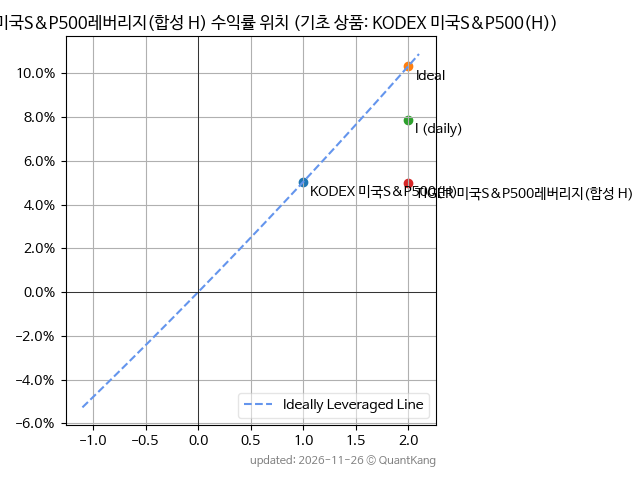 미국S&P500레버리지(합성 H) 수익률 위치 (기초 상품: KODEX 미국S&P500(H))
10.0%
Ideal
8.0%
I (daily)
6.0%
KODEX 미국S&P500(H)
TIGER 미국S&P500레버리지(합성 H)
4.0%
2.0%
0.0%
−2.0%
−4.0%
Ideally Leveraged Line
−6.0%
−1.0 −0.5 0.0 0.5 1.0 1.5 2.0
updated: 2026-11-26 © QuantKang